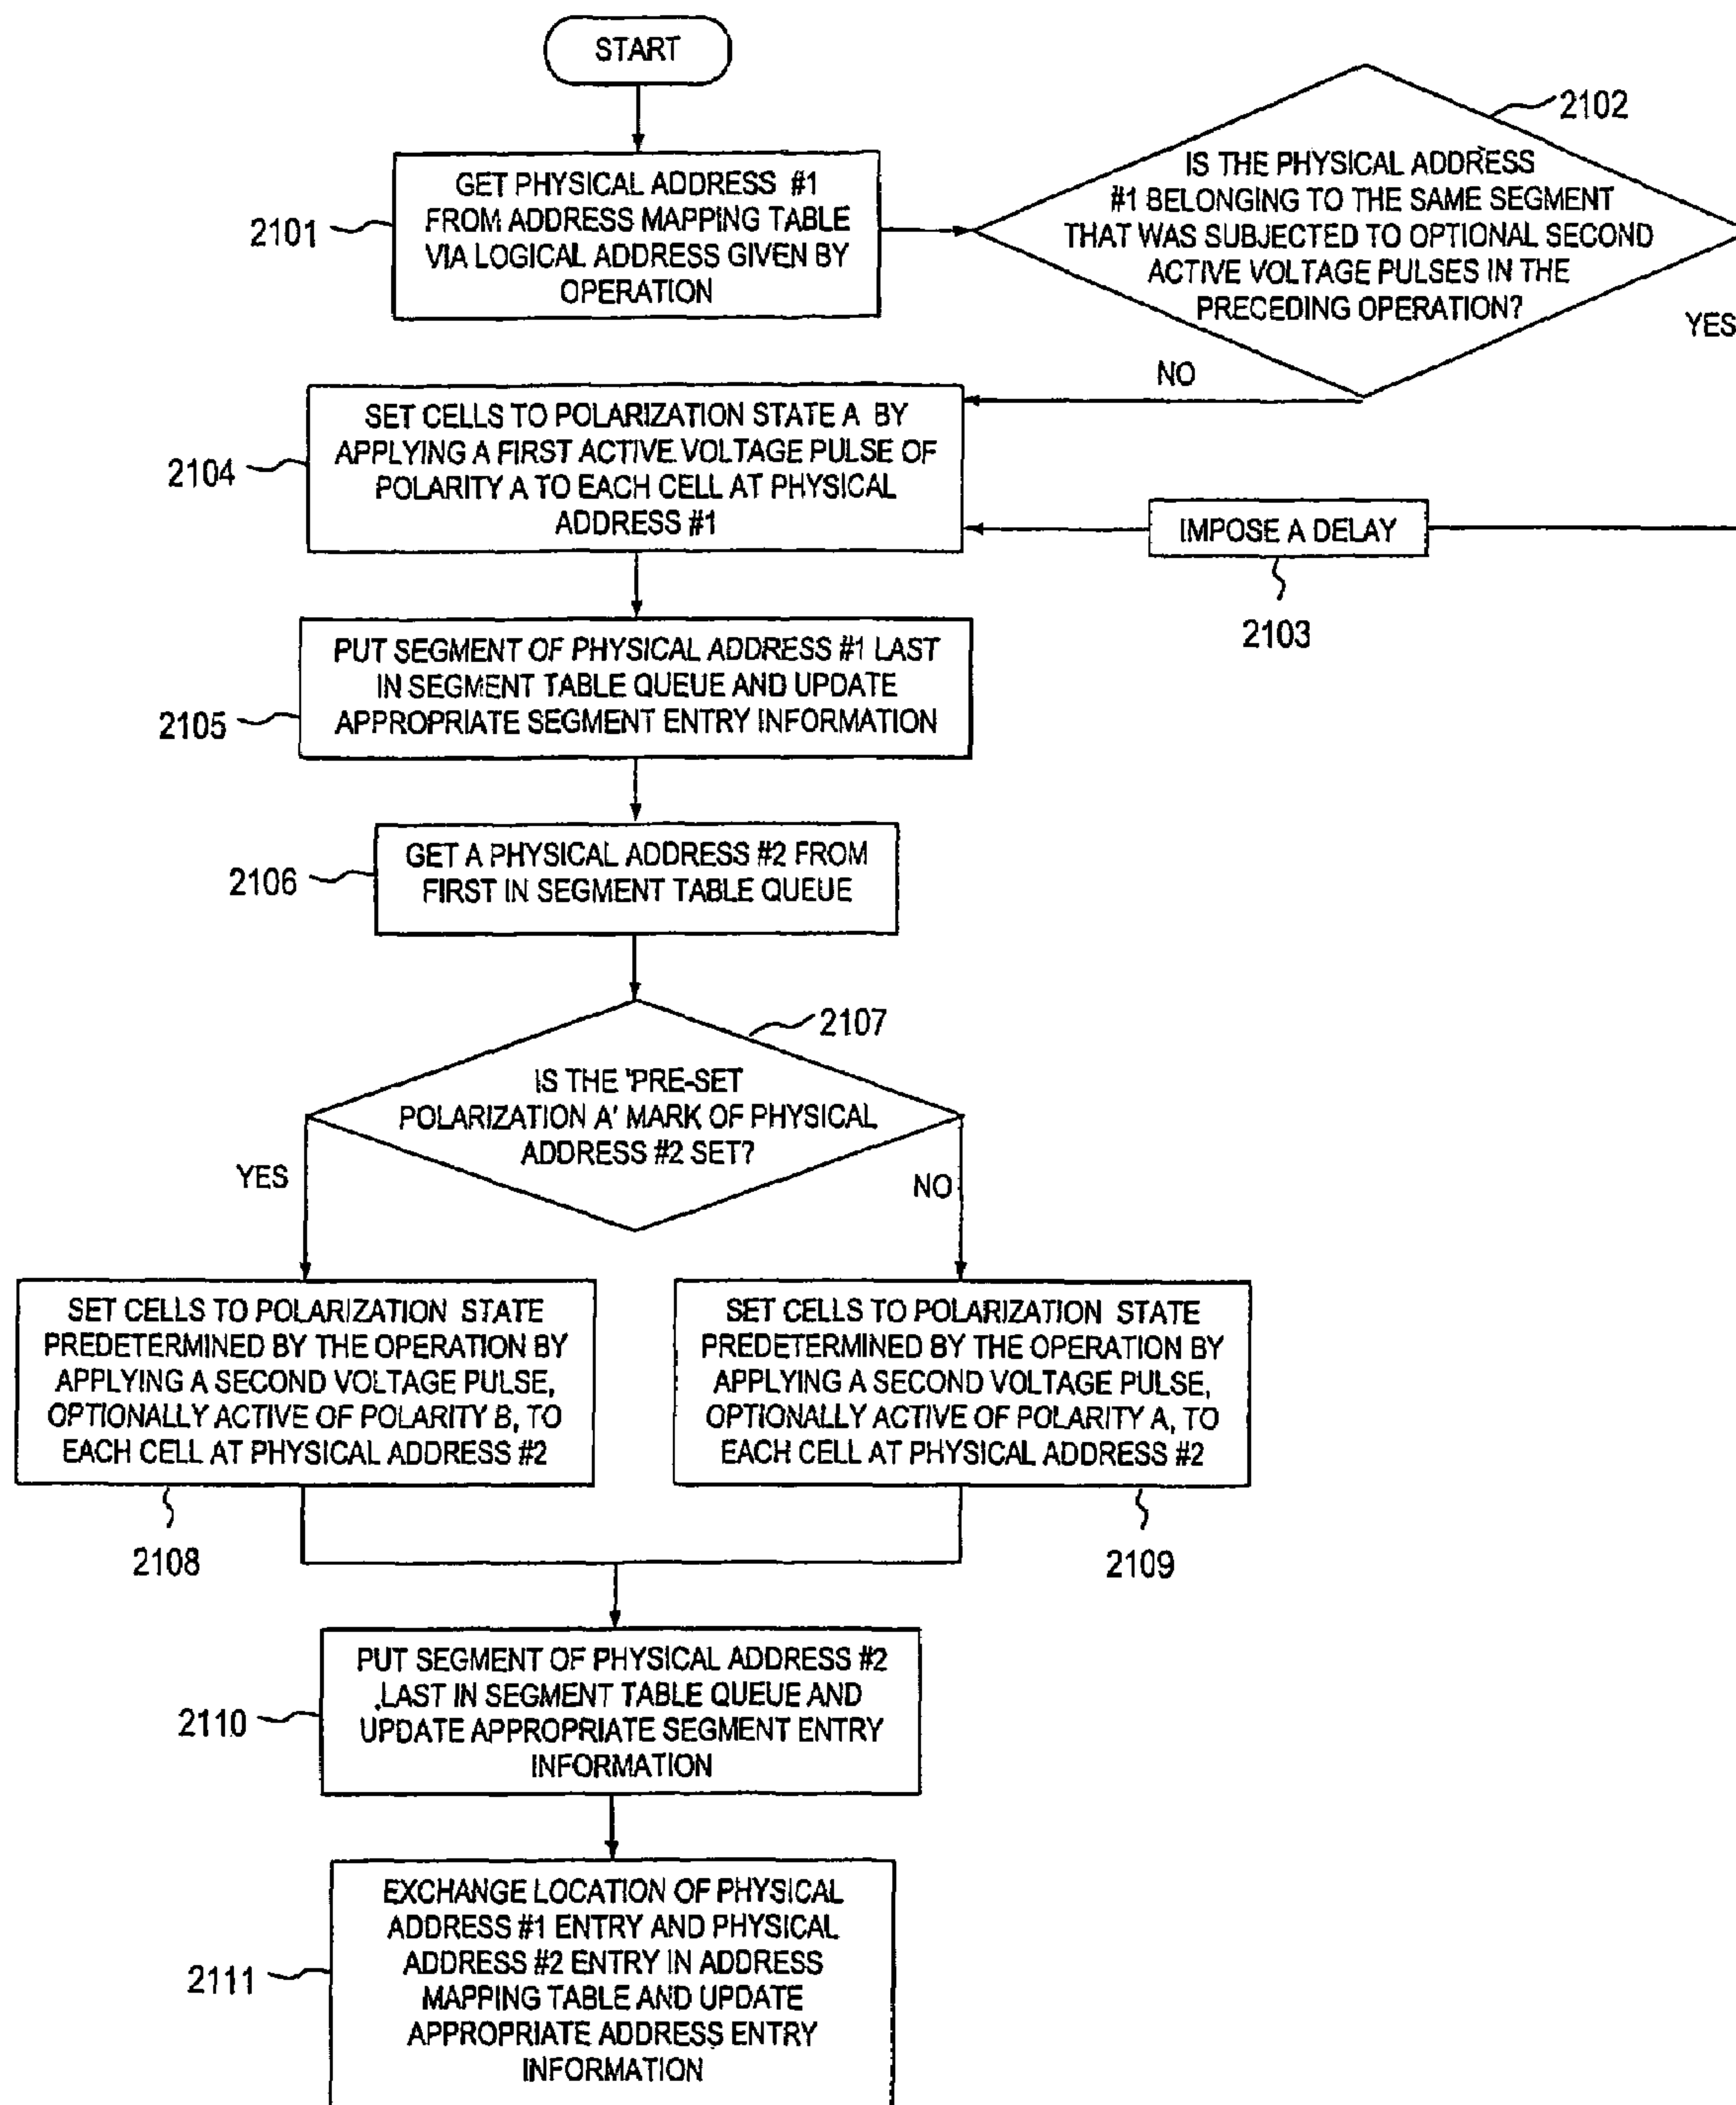 START
2101
GET PHYSICAL ADDRESS #1
FROM ADDRESS MAPPING TABLE
VIA LOGICAL ADDRESS GIVEN BY
OPERATION
2102
IS THE PHYSICAL ADDRESS
#1 BELONGING TO THE SAME SEGMENT
THAT WAS SUBJECTED TO OPTIONAL SECOND
ACTIVE VOLTAGE PULSES IN THE
PRECEDING OPERATION?
YES
NO
2104
SET CELLS TO POLARIZATION STATE A BY
APPLYING A FIRST ACTIVE VOLTAGE PULSE OF
POLARITY A TO EACH CELL AT PHYSICAL
ADDRESS #1
IMPOSE A DELAY
2103
2105
PUT SEGMENT OF PHYSICAL ADDRESS #1 LAST
IN SEGMENT TABLE QUEUE AND UPDATE
APPROPRIATE SEGMENT ENTRY INFORMATION
2106
GET A PHYSICAL ADDRESS #2 FROM
FIRST IN SEGMENT TABLE QUEUE
2107
IS THE 'PRE-SET
POLARIZATION A' MARK OF PHYSICAL
ADDRESS #2 SET?
YES
NO
SET CELLS TO POLARIZATION STATE
PREDETERMINED BY THE OPERATION BY
APPLYING A SECOND VOLTAGE PULSE,
OPTIONALLY ACTIVE OF POLARITY B, TO
EACH CELL AT PHYSICAL ADDRESS #2
2108
SET CELLS TO POLARIZATION STATE
PREDETERMINED BY THE OPERATION BY
APPLYING A SECOND VOLTAGE PULSE,
OPTIONALLY ACTIVE OF POLARITY A, TO
EACH CELL AT PHYSICAL ADDRESS #2
2109
2110
PUT SEGMENT OF PHYSICAL ADDRESS #2
LAST IN SEGMENT TABLE QUEUE AND
UPDATE APPROPRIATE SEGMENT ENTRY
INFORMATION
2111
EXCHANGE LOCATION OF PHYSICAL
ADDRESS #1 ENTRY AND PHYSICAL
ADDRESS #2 ENTRY IN ADDRESS
MAPPING TABLE AND UPDATE
APPROPRIATE ADDRESS ENTRY
INFORMATION